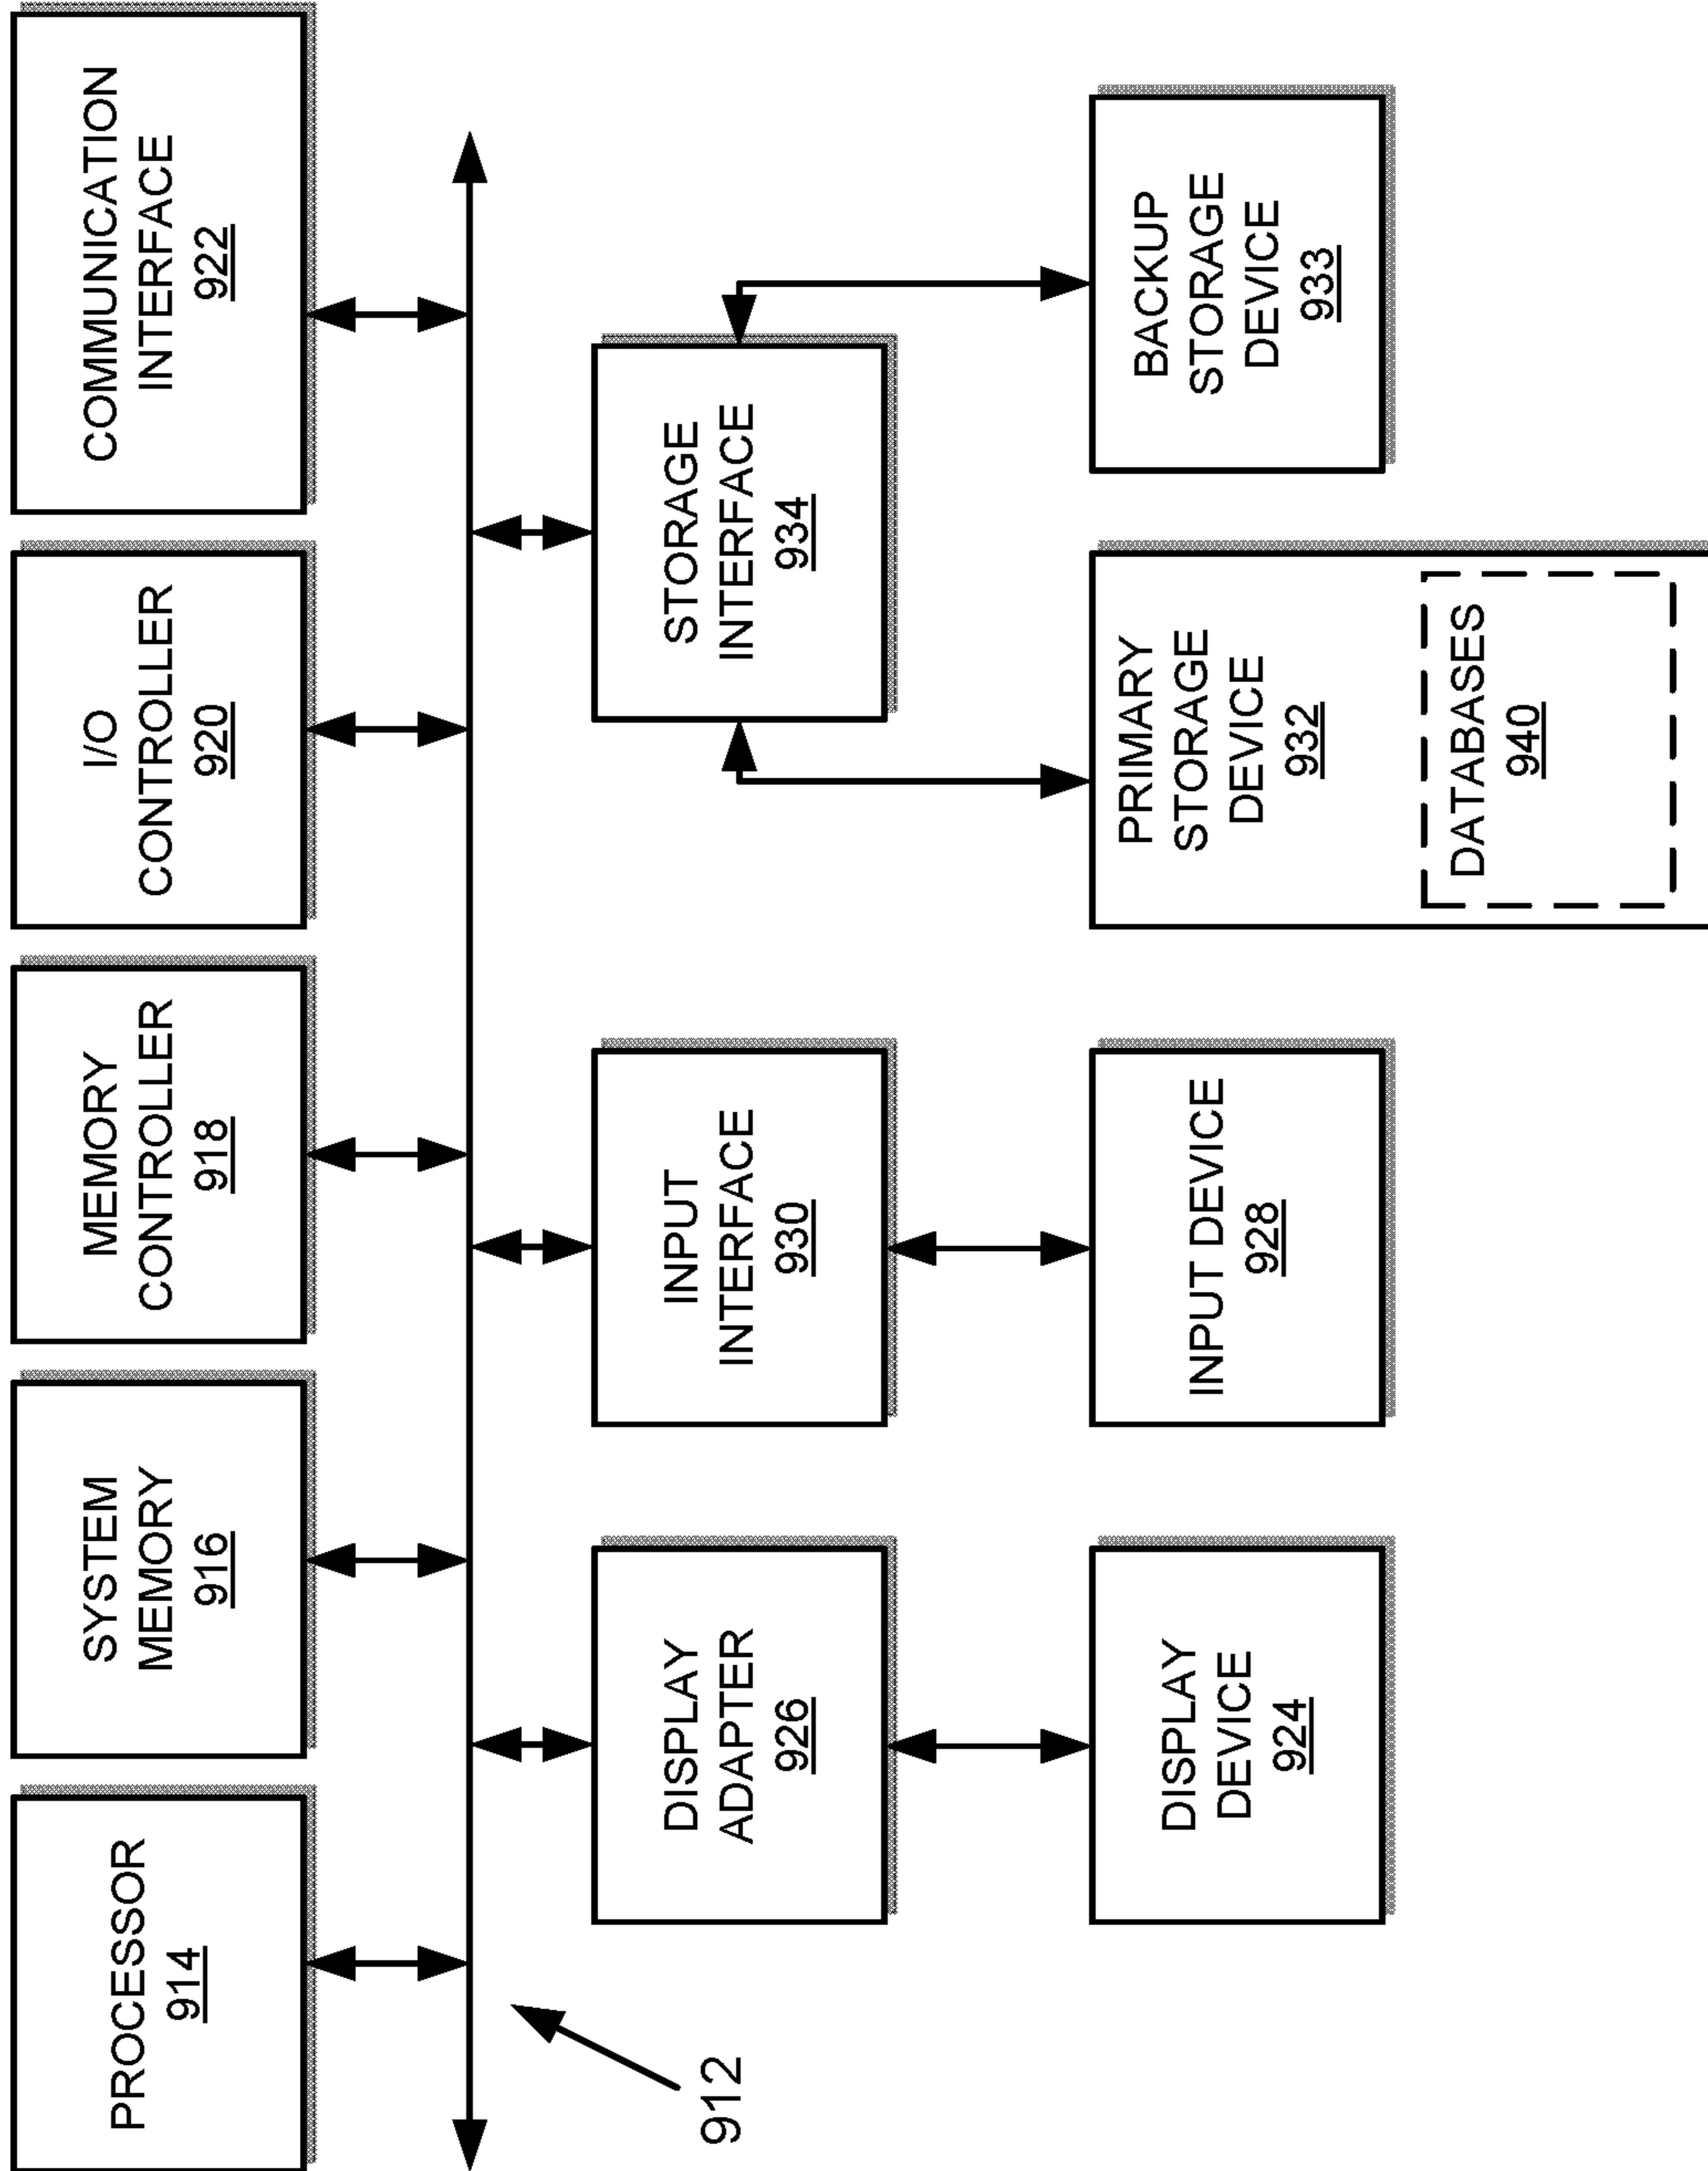 PROCESSOR
914
SYSTEM
MEMORY
916
MEMORY
CONTROLLER
918
I/O
CONTROLLER
920
COMMUNICATION
INTERFACE
922
912
DISPLAY
ADAPTER
926
INPUT
INTERFACE
930
STORAGE
INTERFACE
934
DISPLAY
DEVICE
924
INPUT DEVICE
928
PRIMARY
STORAGE
DEVICE
932
DATABASES
940
BACKUP
STORAGE
DEVICE
933